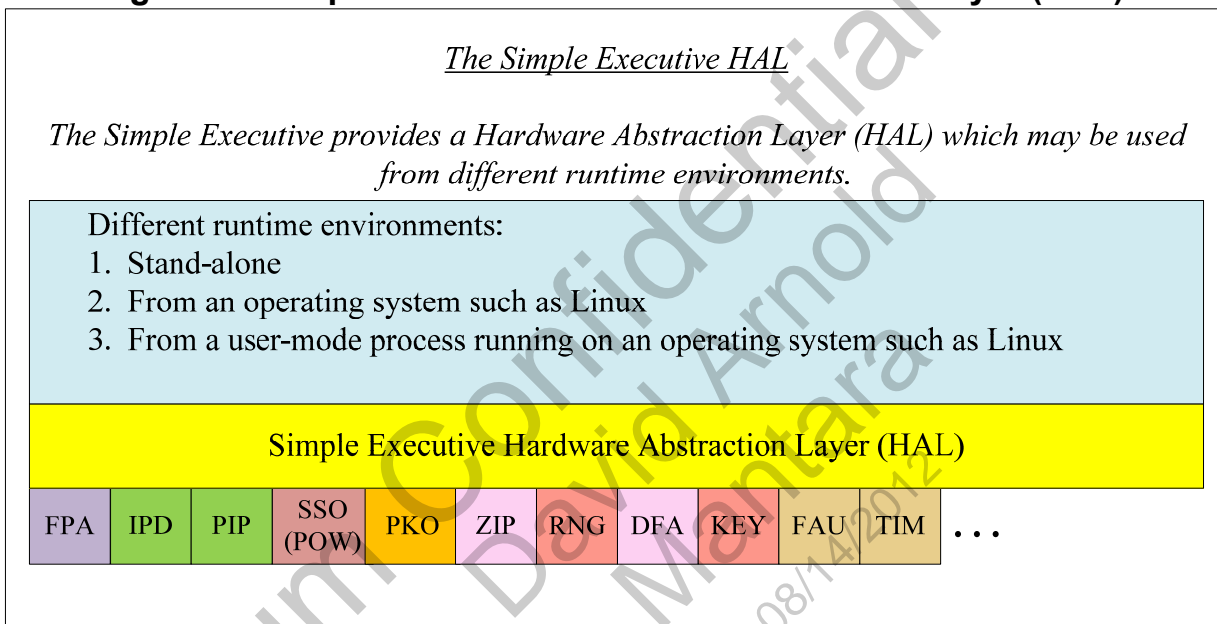 The Simple Executive HAL
The Simple Executive provides a Hardware Abstraction Layer (HAL) which may be used
from different runtime environments.
Different runtime environments:
1. Stand-alone
2. From an operating system such as Linux
3. From a user-mode process running on an operating system such as Linux
Simple Executive Hardware Abstraction Layer (HAL)
FPA IPD PIP SSO (POW) PKO ZIP RNG DFA KEY FAU TIM ...
Confidential
David Arnold
Mantara
08/14/2012